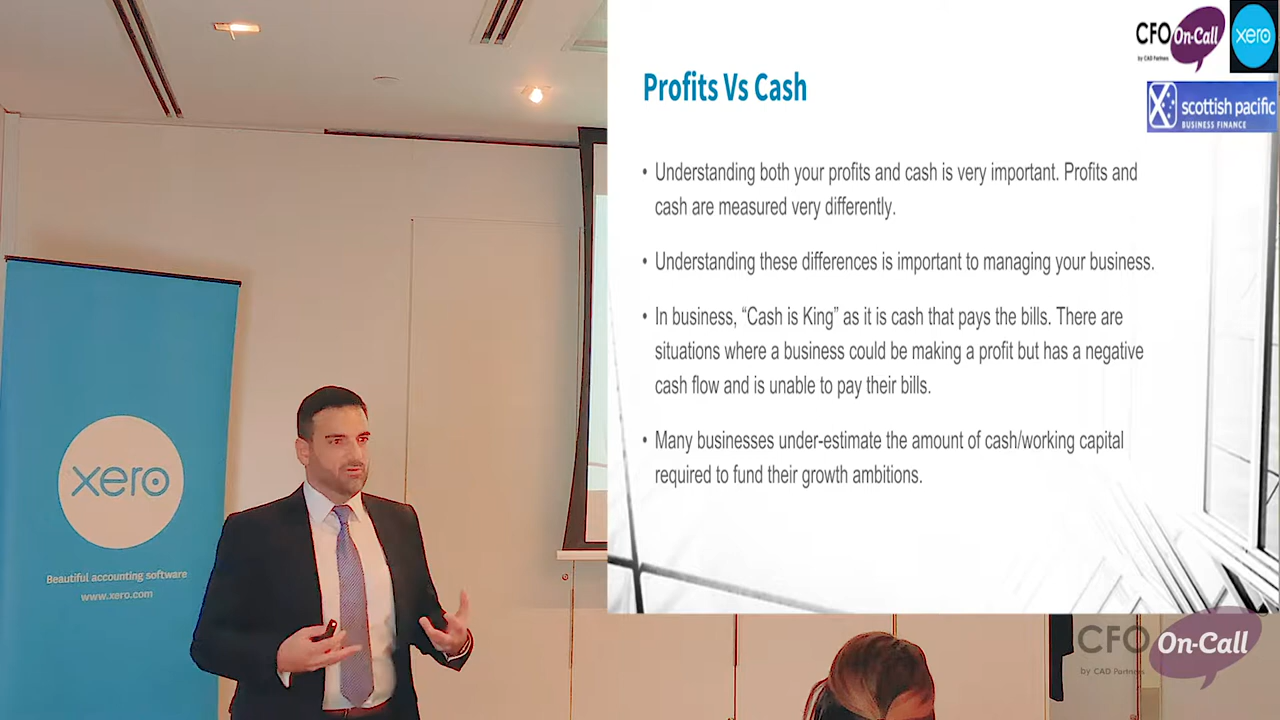 CFO On-Call
by CAD Partners
xero
scottish pacific
BUSINESS FINANCE
Profits Vs Cash
• Understanding both your profits and cash is very important. Profits and
cash are measured very differently.
• Understanding these differences is important to managing your business.
• In business, “Cash is King” as it is cash that pays the bills. There are
situations where a business could be making a profit but has a negative
cash flow and is unable to pay their bills.
• Many businesses under-estimate the amount of cash/working capital
required to fund their growth ambitions.
xero
Beautiful accounting software
www.xero.com
CFO On-Call
by CAD Partners